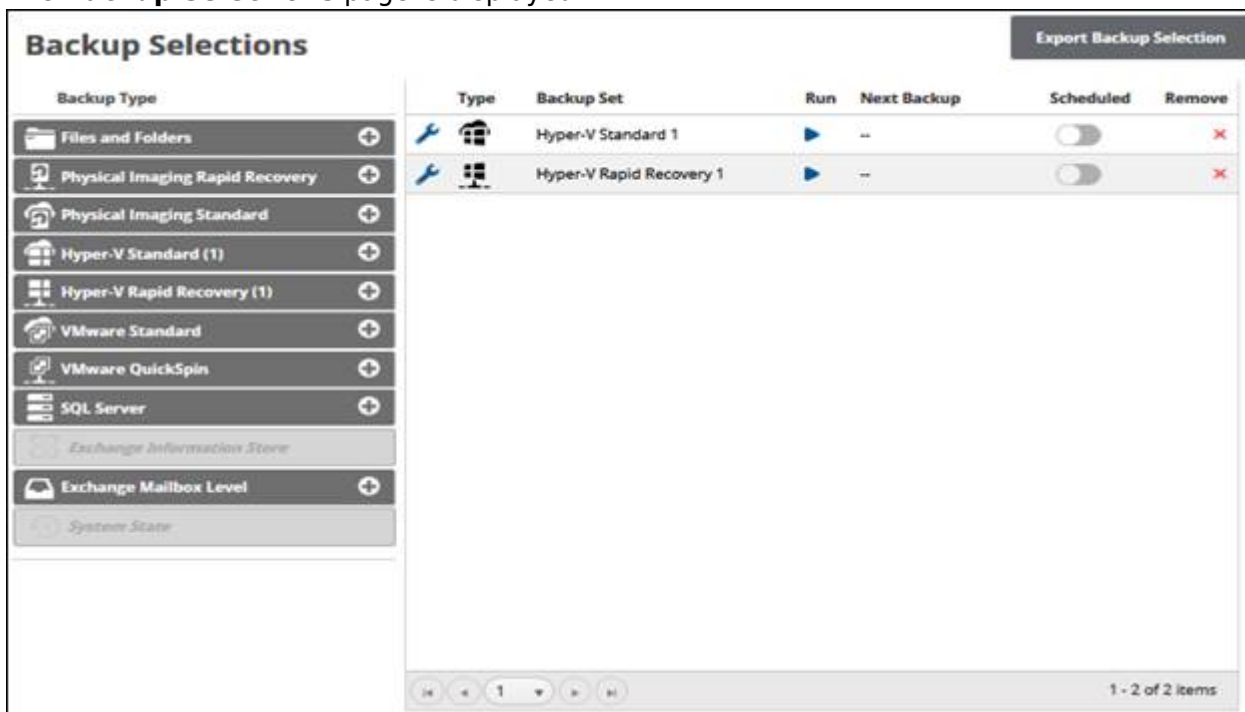 Backup Selections
Export Backup Selection
Backup Type
Files and Folders
Physical Imaging Rapid Recovery
Physical Imaging Standard
Hyper-V Standard (1)
Hyper-V Rapid Recovery (1)
VMware Standard
VMware QuickSpin
SQL Server
Exchange Information Store
Exchange Mailbox Level
System State
Type Backup Set Run Next Backup Scheduled Remove
Hyper-V Standard 1 --
Hyper-V Rapid Recovery 1 --
1
1 - 2 of 2 items